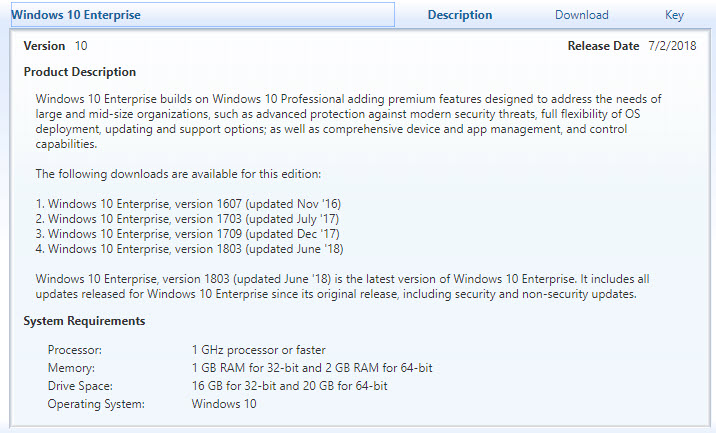 Windows 10 Enterprise Description Download Key
Version 10 Release Date 7/2/2018
Product Description
Windows 10 Enterprise builds on Windows 10 Professional adding premium features designed to address the needs of
large and mid-size organizations, such as advanced protection against modern security threats, full flexibility of OS
deployment, updating and support options; as well as comprehensive device and app management, and control
capabilities.
The following downloads are available for this edition:
1. Windows 10 Enterprise, version 1607 (updated Nov '16)
2. Windows 10 Enterprise, version 1703 (updated July '17)
3. Windows 10 Enterprise, version 1709 (updated Dec '17)
4. Windows 10 Enterprise, version 1803 (updated June '18)
Windows 10 Enterprise, version 1803 (updated June '18) is the latest version of Windows 10 Enterprise. It includes all
updates released for Windows 10 Enterprise since its original release, including security and non-security updates.
System Requirements
Processor: 1 GHz processor or faster
Memory: 1 GB RAM for 32-bit and 2 GB RAM for 64-bit
Drive Space: 16 GB for 32-bit and 20 GB for 64-bit
Operating System: Windows 10